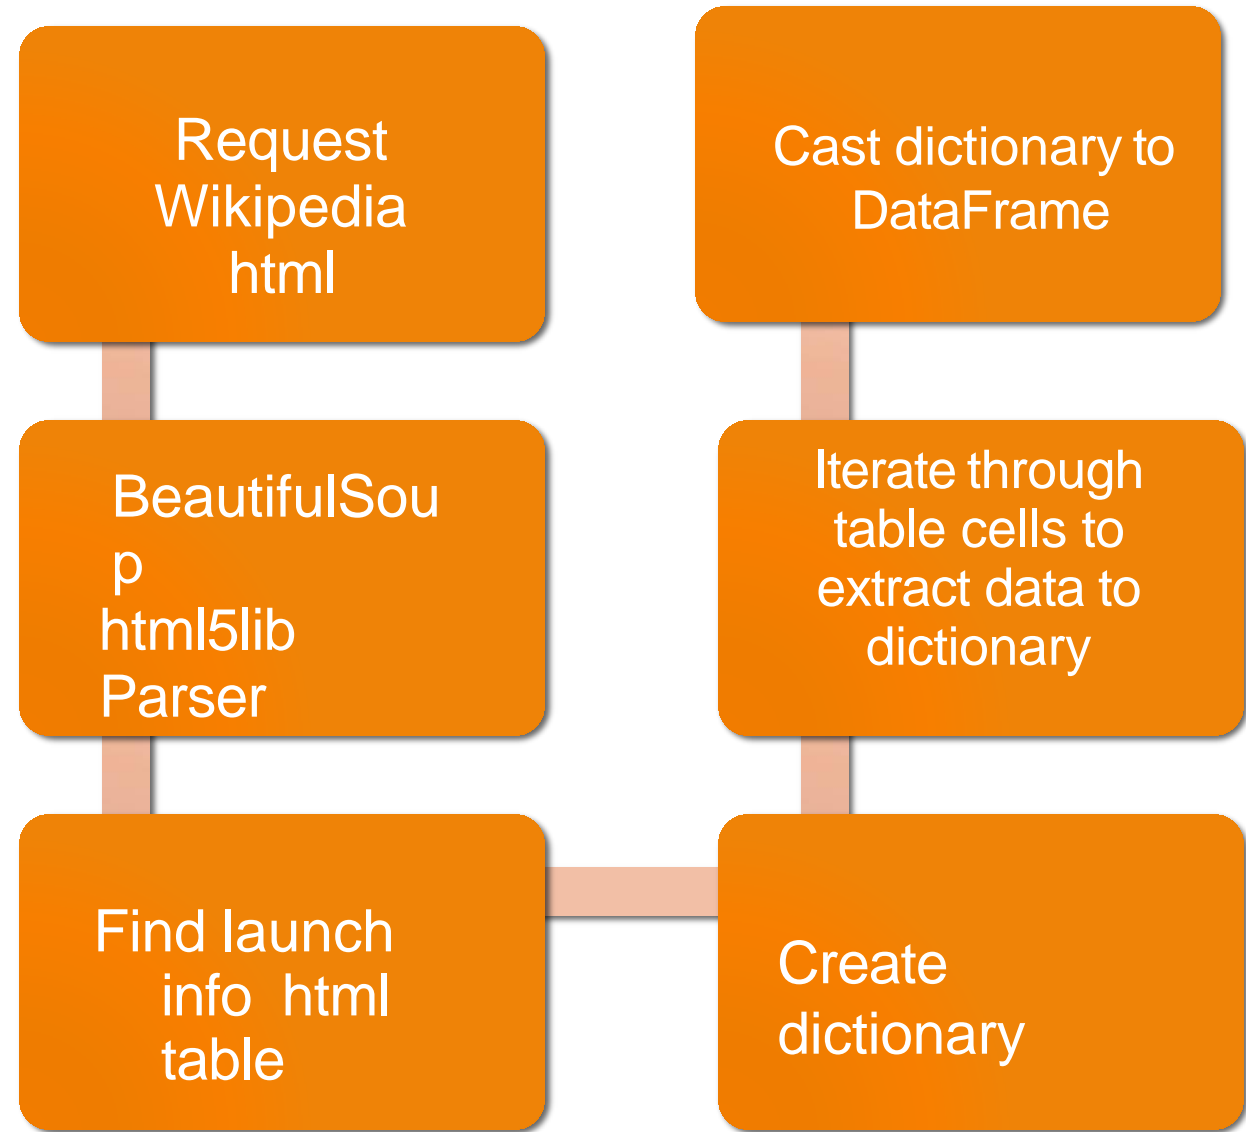 Request
Wikipedia
html
BeautifulSou
p
html5lib
Parser
Find launch
info html
table
Create
dictionary
Iterate through
table cells to
extract data to
dictionary
Cast dictionary to
DataFrame